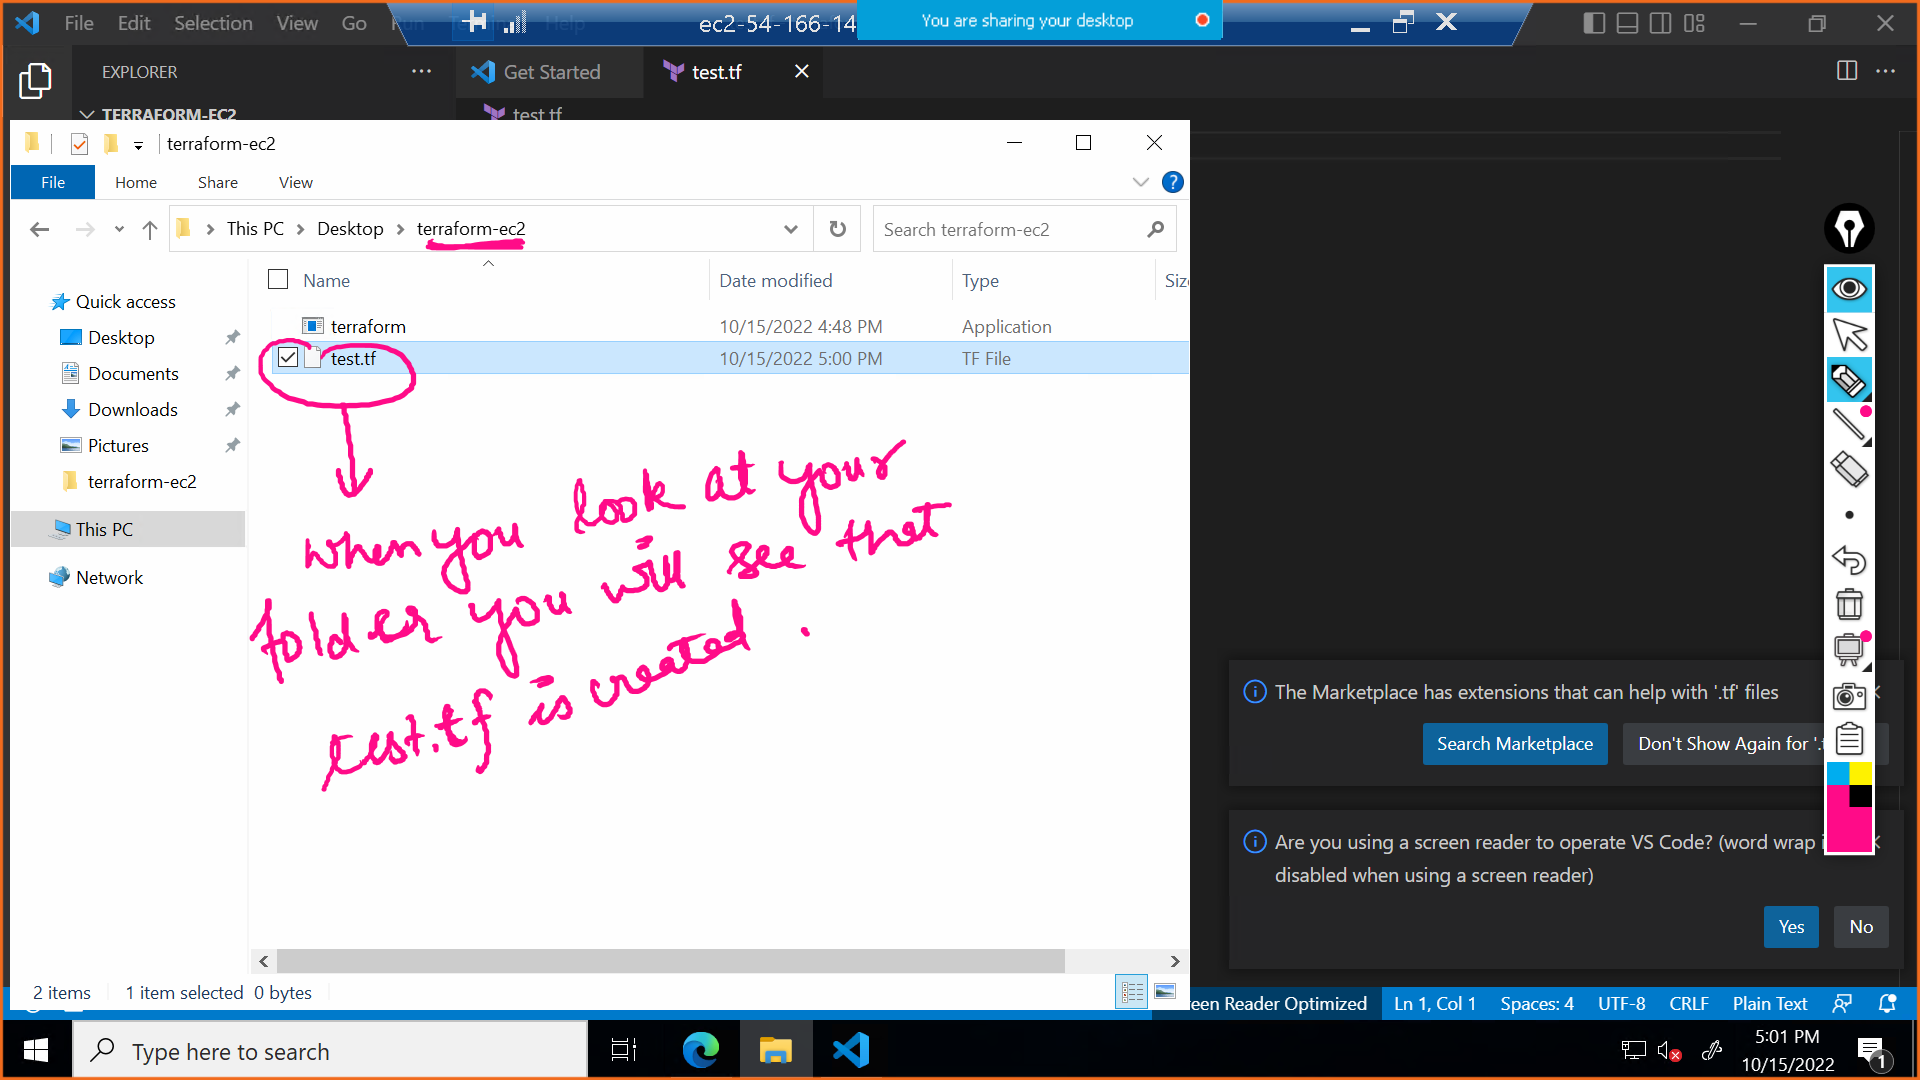 File Edit Selection View Go Run Help
ec2-54-166-14
You are sharing your desktop
EXPLORER
Get Started
test.tf
TERRAFORM-EC2
test.tf
terraform-ec2
File Home Share View
This PC Desktop terraform-ec2
Search terraform-ec2
Name Date modified Type Siz
terraform 10/15/2022 4:48 PM Application
test.tf 10/15/2022 5:00 PM TF File
Quick access
Desktop
Documents
Downloads
Pictures
terraform-ec2
This PC
Network
when you look at your
folder you will see that
test.tf is created.
The Marketplace has extensions that can help with '.tf' files
Search Marketplace Don't Show Again for '.t
Are you using a screen reader to operate VS Code? (word wrap i
disabled when using a screen reader)
Yes No
2 items 1 item selected 0 bytes
een Reader Optimized Ln 1, Col 1 Spaces: 4 UTF-8 CRLF Plain Text
Type here to search
5:01 PM
10/15/2022
1